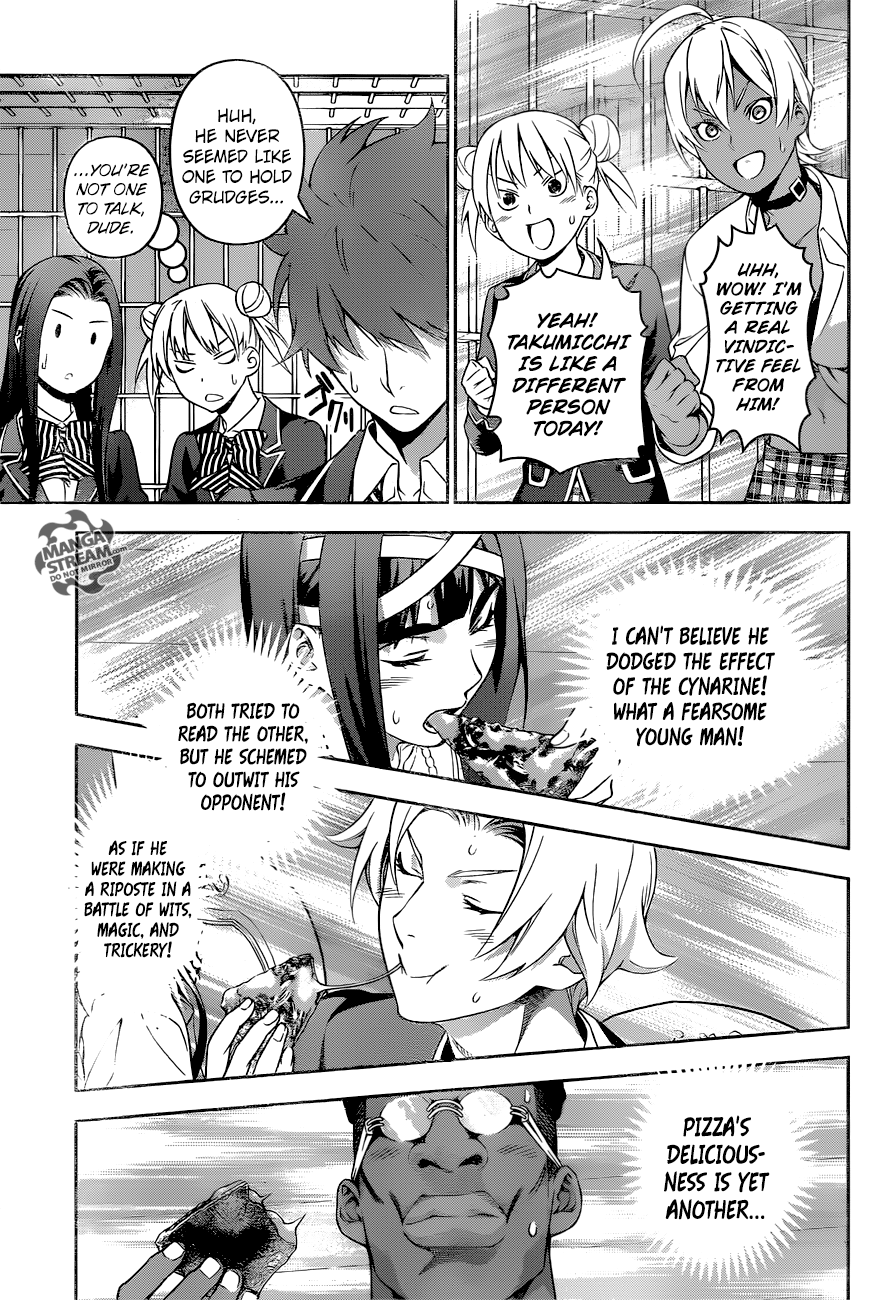 UHH,
WOW! I'M
GETTING
A REAL
VINDIC-
TIVE FEEL
FROM
HIM!
YEAH!
TAKUMICCHI
IS LIKE A
DIFFERENT
PERSON
TODAY!
HUH,
HE NEVER
SEEMED LIKE
ONE TO HOLD
GRUDGES...
...YOU'RE
NOT ONE
TO TALK,
DUDE.
MANGA
STREAM.com
DO NOT MIRROR!
I CAN'T BELIEVE HE
DODGED THE EFFECT
OF THE CYNARINE!
WHAT A FEARSOME
YOUNG MAN!
BOTH TRIED TO
READ THE OTHER,
BUT HE SCHEMED
TO OUTWIT HIS
OPPONENT!
AS IF HE
WERE MAKING
A RIPOSTE IN A
BATTLE OF WITS,
MAGIC, AND
TRICKERY!
PIZZA'S
DELICIOUS-
NESS IS YET
ANOTHER...